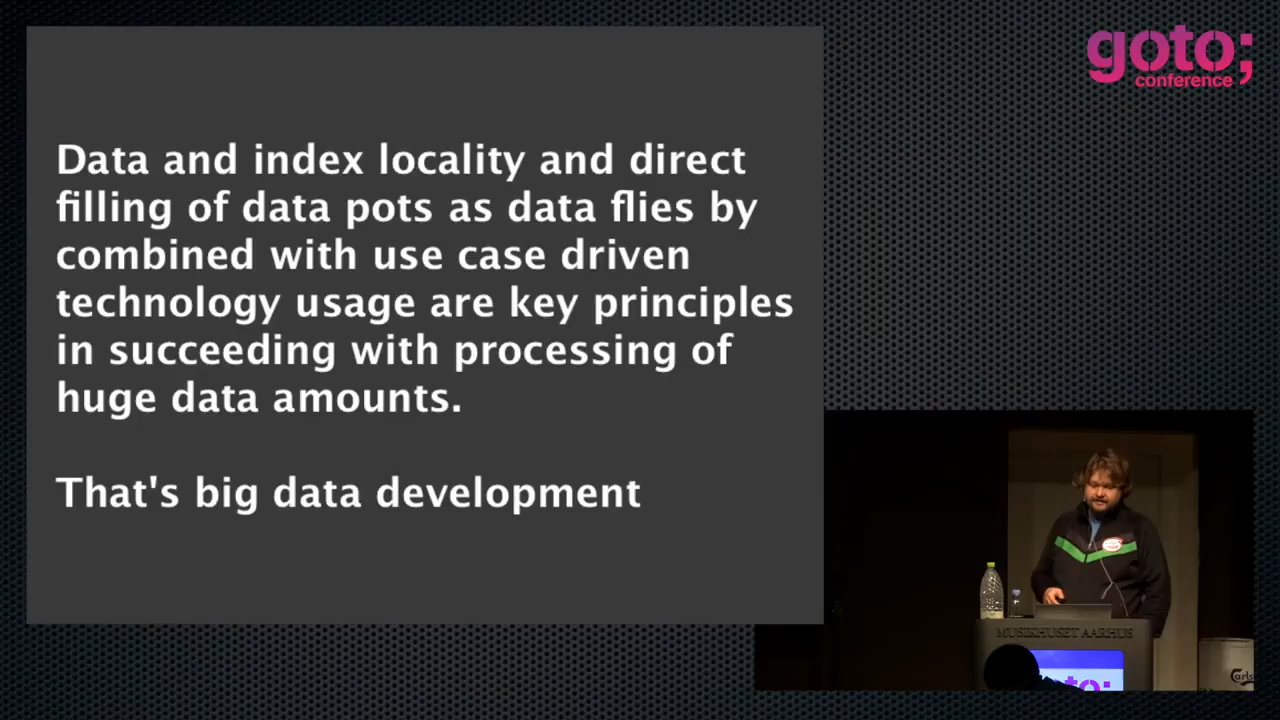 goto;
conference
Data and index locality and direct
filling of data pots as data flies by
combined with use case driven
technology usage are key principles
in succeeding with processing of
huge data amounts.
That's big data development
MUSIKHUSET AARHUS
goto;